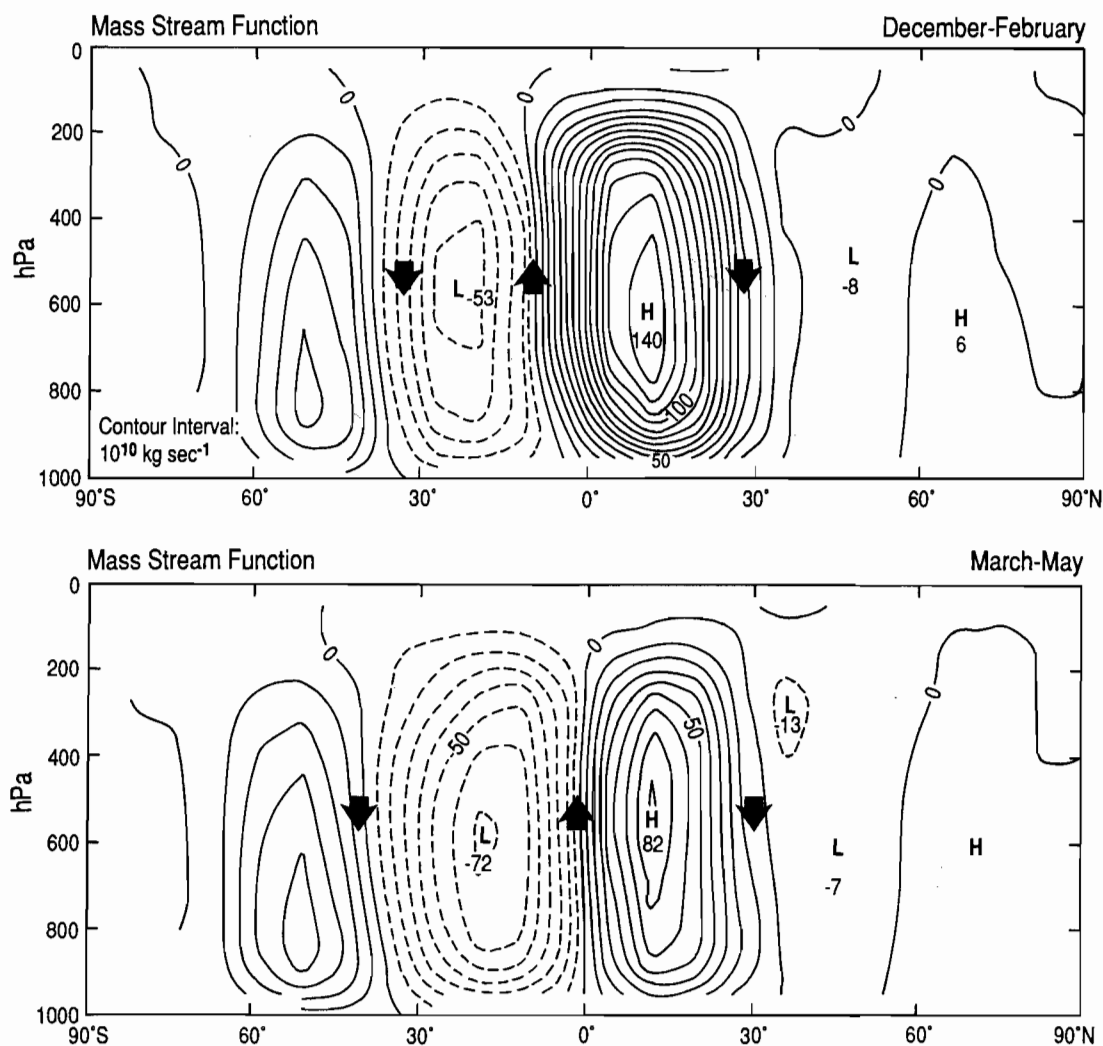 Mass Stream Function
December-February
0
200
400
600
800
1000
hPa
0
0
0
0
0
L -53
H
140
L
-8
H
6
100
50
Contour Interval:
10¹⁰ kg sec⁻¹
90°S
60°
30°
0°
30°
60°
90°N
Mass Stream Function
March-May
0
200
400
600
800
1000
hPa
0
0
0
-50
50
L
-72
H
82
L
13
L
-7
H
90°S
60°
30°
0°
30°
60°
90°N